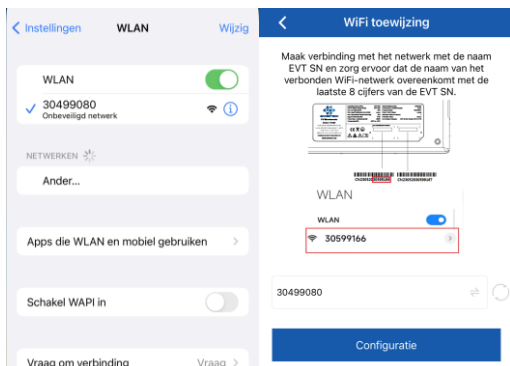 Instellingen
WLAN
Wijzig
WLAN
30499080
Onbeveiligd netwerk
NETWERKEN
Ander...
Apps die WLAN en mobiel gebruiken
Schakel WAPI in
Vraag om verbinding
Vraag
WiFi toewijzing
Maak verbinding met het netwerk met de naam
EVT SN en zorg ervoor dat de naam van het
verbonden WiFi-netwerk overeenkomt met de
laatste 8 cijfers van de EVT SN.
WLAN
WLAN
30599166
30499080
Configuratie